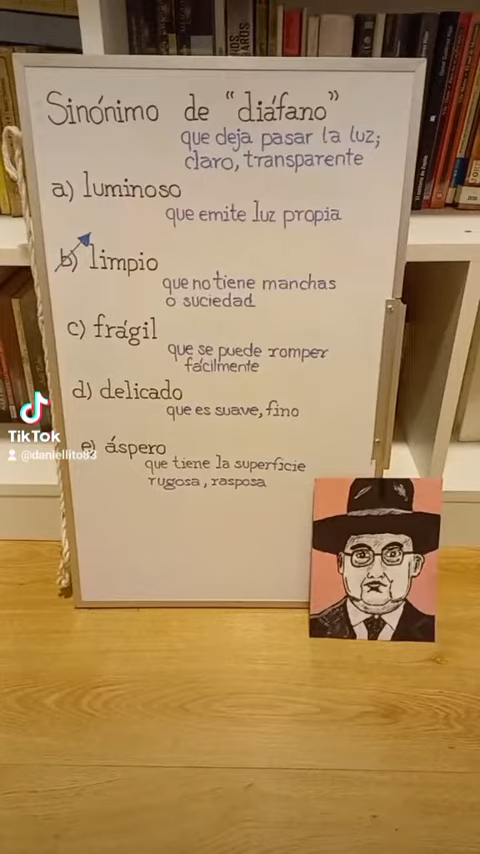 Sinónimo de “diáfano”
que deja pasar la luz;
claro, transparente
a) luminoso
que emite luz propia
b) limpio
que no tiene manchas
o suciedad
c) frágil
que se puede romper
fácilmente
d) delicado
que es suave, fino
e) áspero
que tiene la superficie
rugosa, rasposa
TikTok
@daniellito83